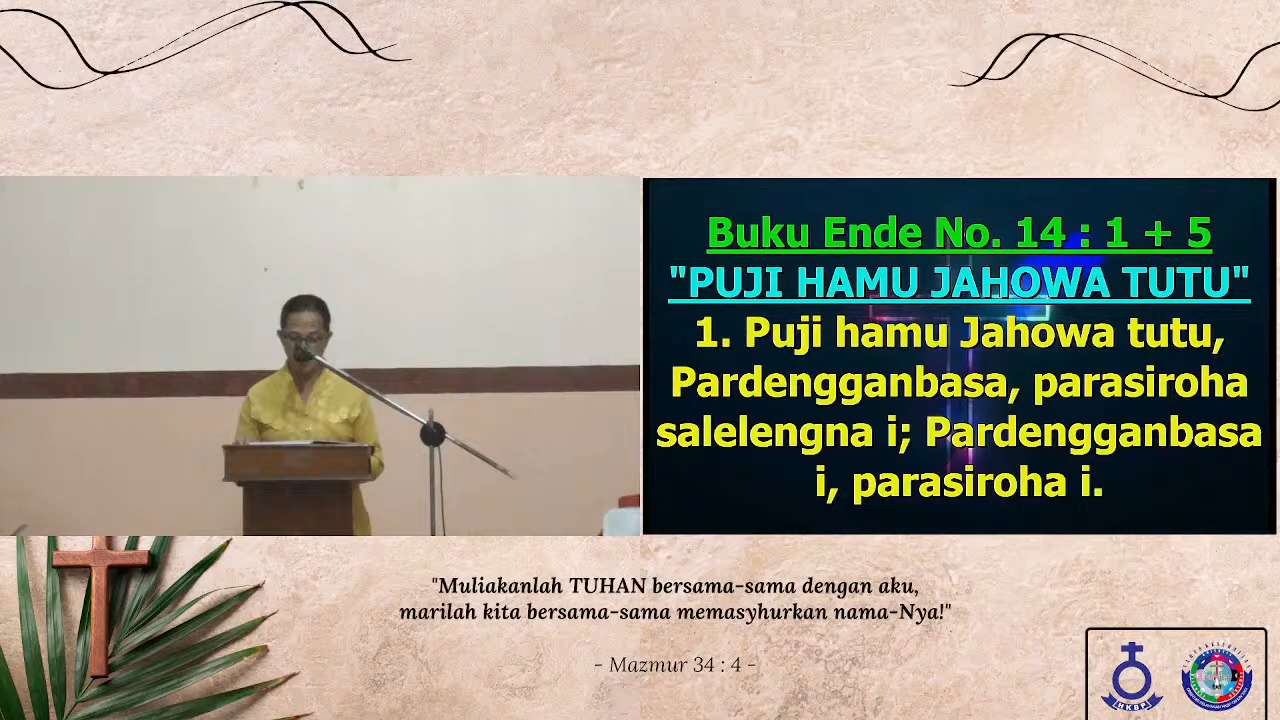 Buku Ende No. 14 : 1 + 5
"PUJI HAMU JAHOWA TUTU"
1. Puji hamu Jahowa tutu,
Pardengganbasa, parasiroha
salelengna i; Pardengganbasa
i, parasiroha i.
"Muliakanlah TUHAN bersama-sama dengan aku,
marilah kita bersama-sama memasyhurkan nama-Nya!"
- Mazmur 34 : 4 -
HKBP